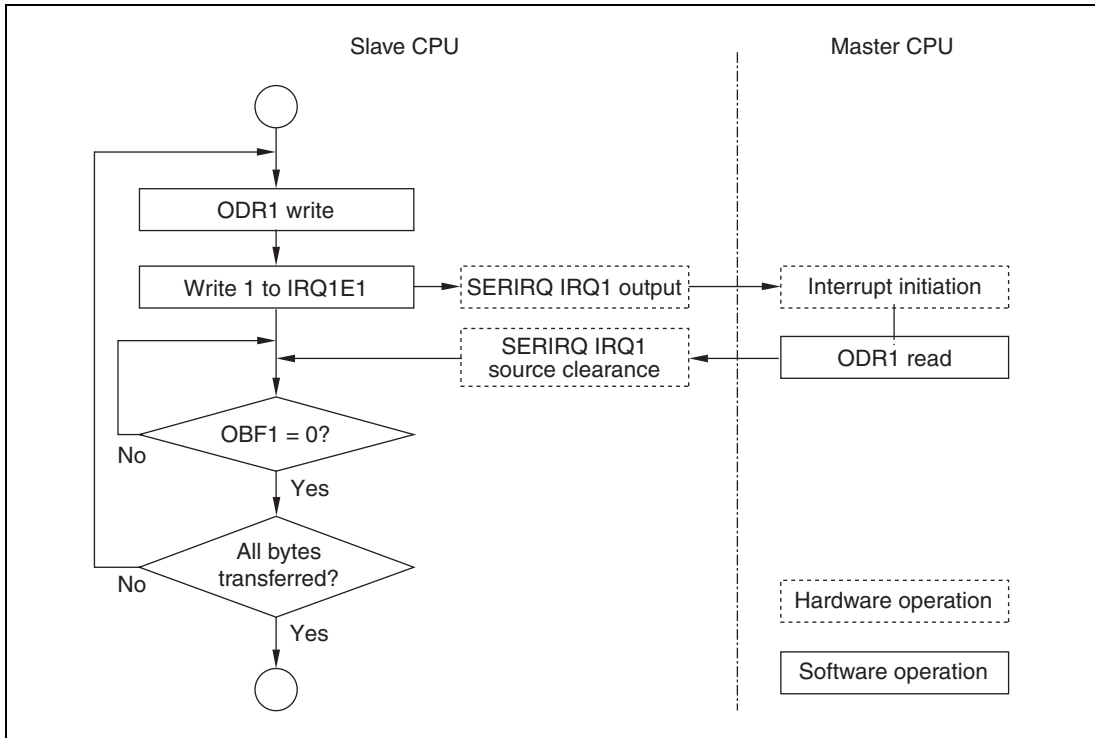 Slave CPU
Master CPU
ODR1 write
Write 1 to IRQ1E1
SERIRQ IRQ1 output
Interrupt initiation
SERIRQ IRQ1
source clearance
ODR1 read
OBF1 = 0?
No
Yes
All bytes
transferred?
No
Yes
Hardware operation
Software operation